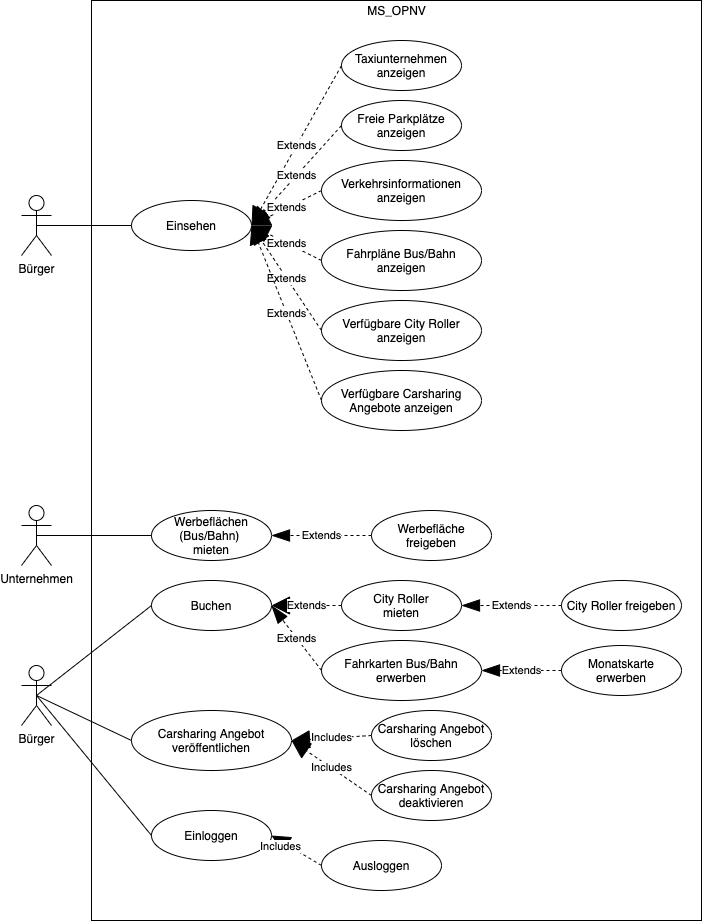 MS_OPNV
Taxiunternehmen
anzeigen
Extends
Freie Parkplätze
anzeigen
Extends
Verkehrsinformationen
anzeigen
Extends
Bürger
Einsehen
Extends
Fahrpläne Bus/Bahn
anzeigen
Extends
Verfügbare City Roller
anzeigen
Extends
Verfügbare Carsharing
Angebote anzeigen
Unternehmen
Werbeflächen
(Bus/Bahn)
mieten
Extends
Werbefläche
freigeben
Buchen
Extends
City Roller
mieten
Extends
City Roller freigeben
Extends
Fahrkarten Bus/Bahn
erwerben
Extends
Monatskarte
erwerben
Bürger
Carsharing Angebot
veröffentlichen
Includes
Carsharing Angebot
löschen
Includes
Carsharing Angebot
deaktivieren
Einloggen
Includes
Ausloggen